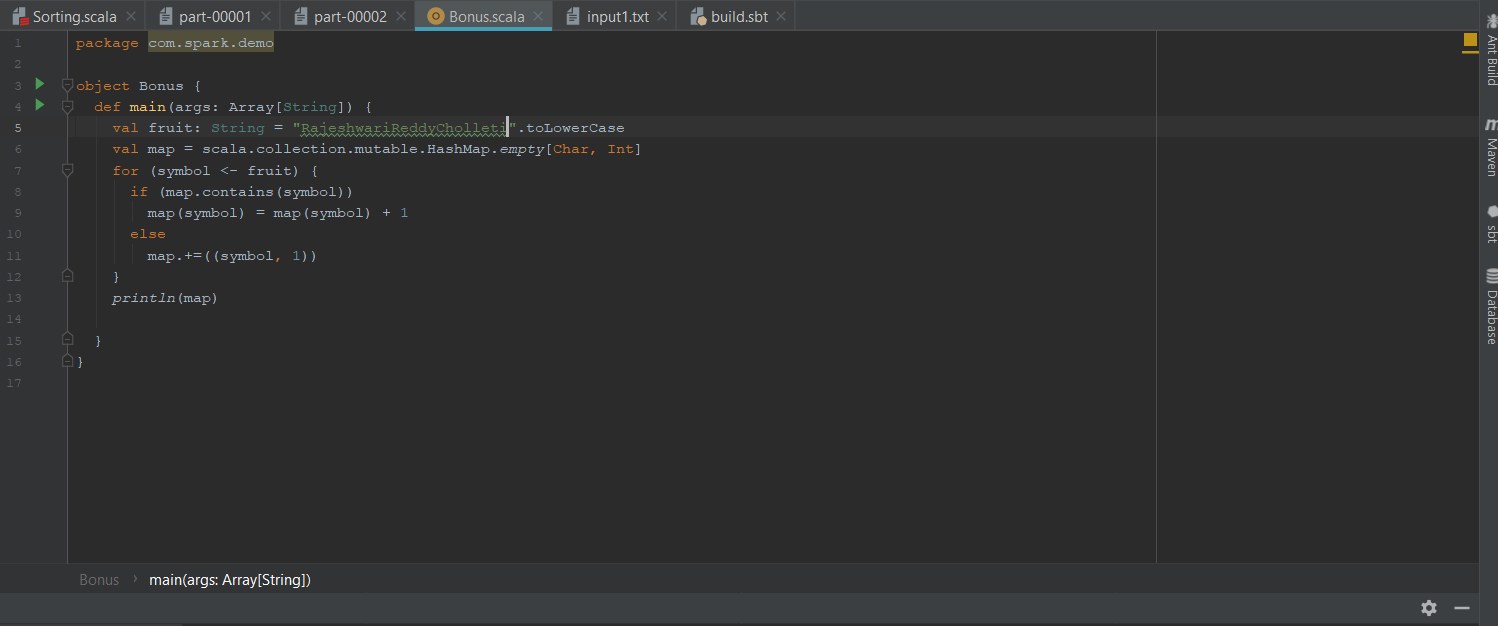 Sorting.scala part-00001 part-00002 Bonus.scala input1.txt build.sbt
1 package com.spark.demo
2
3 object Bonus {
4 def main(args: Array[String]) {
5 val fruit: String = "RajeshwariReddyCholleti".toLowerCase
6 val map = scala.collection.mutable.HashMap.empty[Char, Int]
7 for (symbol <- fruit) {
8 if (map.contains(symbol))
9 map(symbol) = map(symbol) + 1
10 else
11 map.+=((symbol, 1))
12 }
13 println(map)
14
15 }
16 }
17
Bonus › main(args: Array[String])
Ant Build
m Maven
sbt
Database